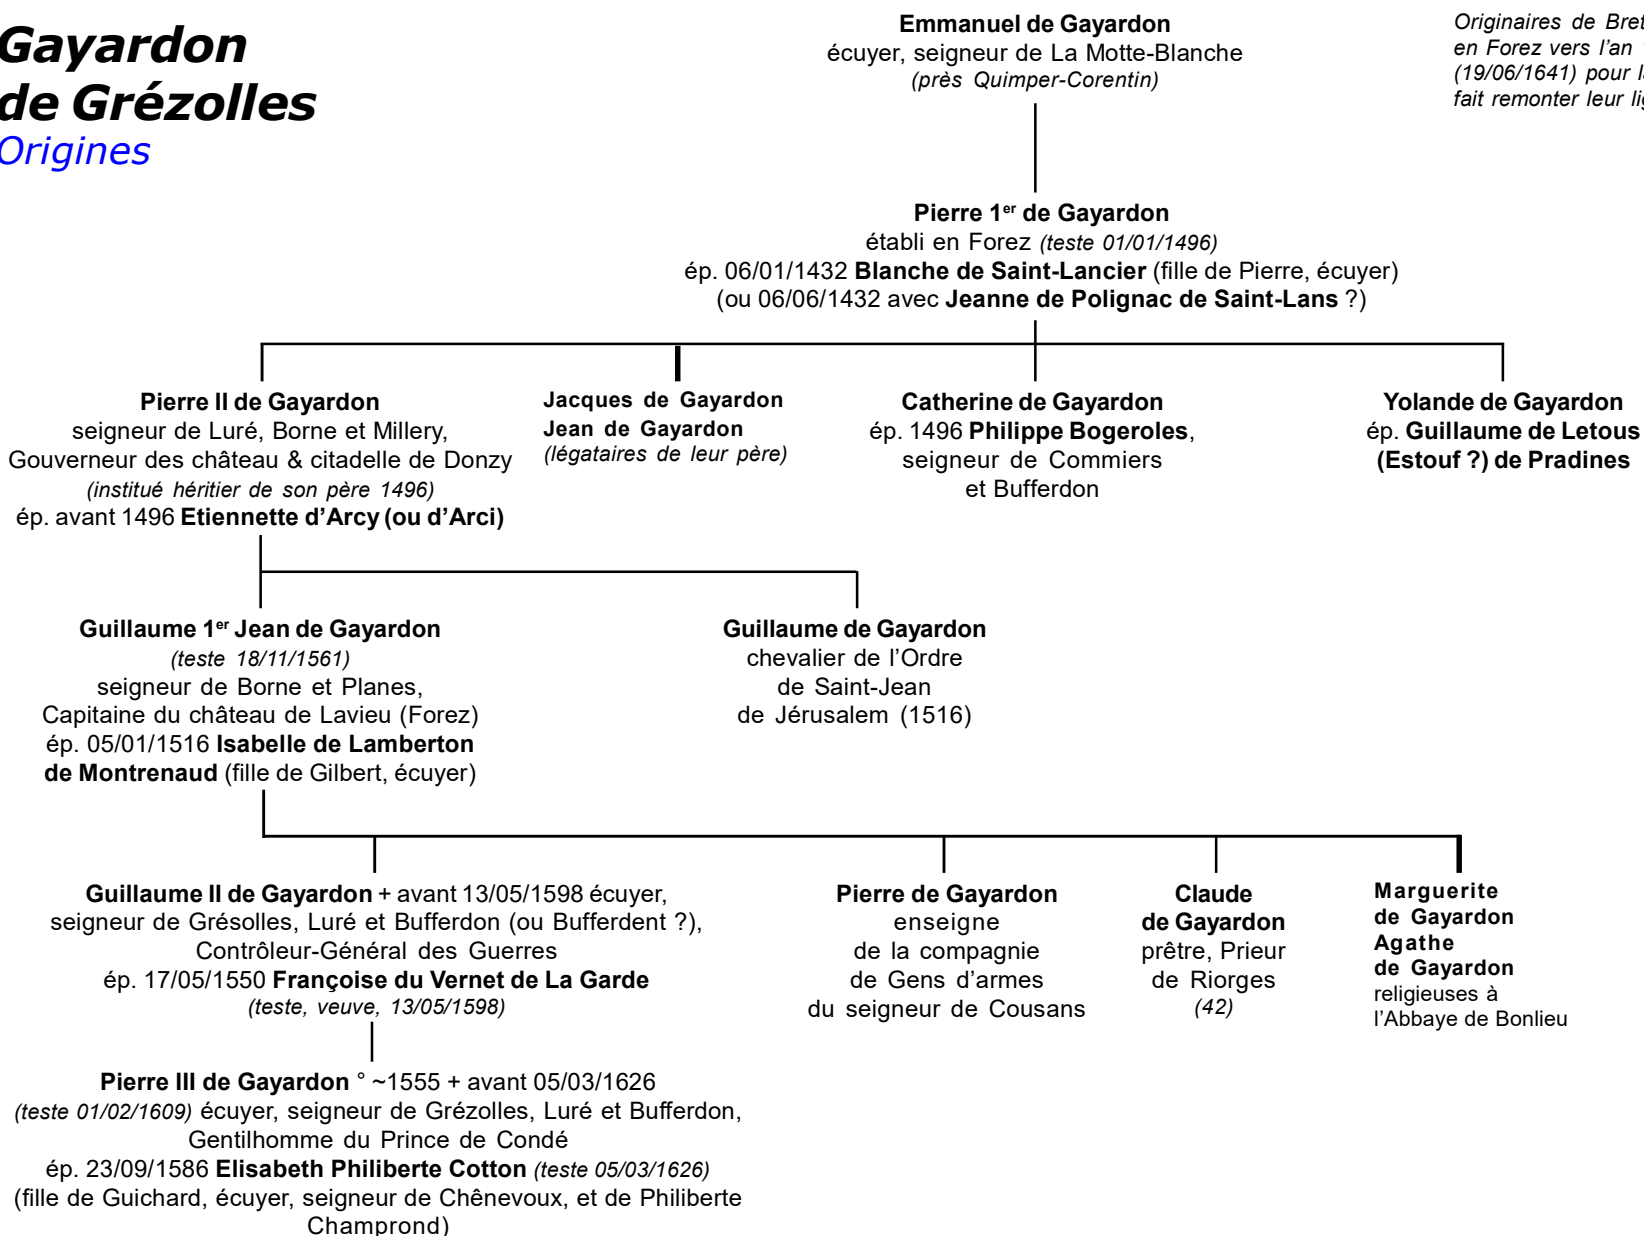 Gayardon
de Grézolles
Origines
Emmanuel de Gayardon
écuyer, seigneur de La Motte-Blanche
(près Quimper-Corentin)
Originaires de
en Forez vers l'an
(19/06/1641) pour
fait remonter leur
Pierre 1er de Gayardon
établi en Forez (teste 01/01/1496)
ép. 06/01/1432 Blanche de Saint-Lancier (fille de Pierre, écuyer)
(ou 06/06/1432 avec Jeanne de Polignac de Saint-Lans ?)
Pierre II de Gayardon
seigneur de Luré, Borne et Millery,
Gouverneur des château & citadelle de Donzy
(institué héritier de son père 1496)
ép. avant 1496 Etiennette d'Arcy (ou d'Arci)
Jacques de Gayardon
Jean de Gayardon
(légataires de leur père)
Catherine de Gayardon
ép. 1496 Philippe Bogeroles,
seigneur de Commiers
et Bufferdon
Yolande de Gayardon
ép. Guillaume de Letous
(Estouf ?) de Pradines
Guillaume 1er Jean de Gayardon
(teste 18/11/1561)
seigneur de Borne et Planes,
Capitaine du château de Lavieu (Forez)
ép. 05/01/1516 Isabelle de Lamberton
de Montrenaud (fille de Gilbert, écuyer)
Guillaume de Gayardon
chevalier de l'Ordre
de Saint-Jean
de Jérusalem (1516)
Guillaume II de Gayardon + avant 13/05/1598 écuyer,
seigneur de Grésolles, Luré et Bufferdon (ou Bufferdent ?),
Contrôleur-Général des Guerres
ép. 17/05/1550 Françoise du Vernet de La Garde
(teste, veuve, 13/05/1598)
Pierre de Gayardon
enseigne
de la compagnie
de Gens d'armes
du seigneur de Cousans
Claude
de Gayardon
prêtre, Prieur
de Riorges
(42)
Marguerite
de Gayardon
Agathe
de Gayardon
religieuses à
l'Abbaye de Bonlieu
Pierre III de Gayardon ° ~1555 + avant 05/03/1626
(teste 01/02/1609) écuyer, seigneur de Grézolles, Luré et Bufferdon,
Gentilhomme du Prince de Condé
ép. 23/09/1586 Elisabeth Philiberte Cotton (teste 05/03/1626)
(fille de Guichard, écuyer, seigneur de Chênevoux, et de Philiberte
Champrond)